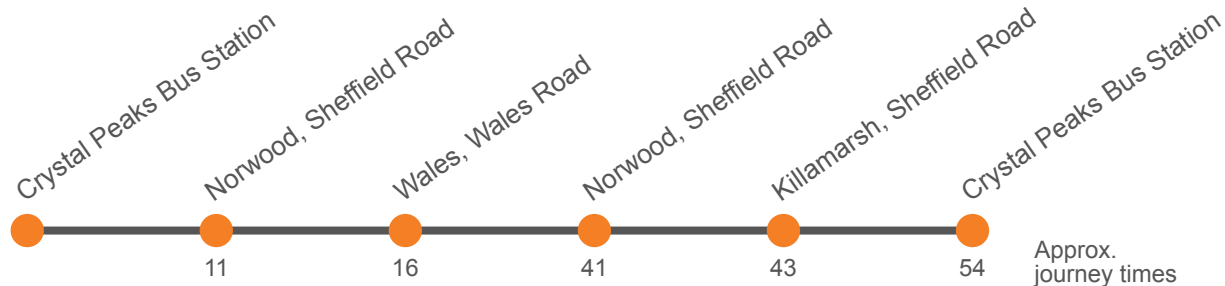 Crystal Peaks Bus Station
Norwood, Sheffield Road
Wales, Wales Road
Norwood, Sheffield Road
Killamarsh, Sheffield Road
Crystal Peaks Bus Station
11
16
41
43
54
Approx.
journey times